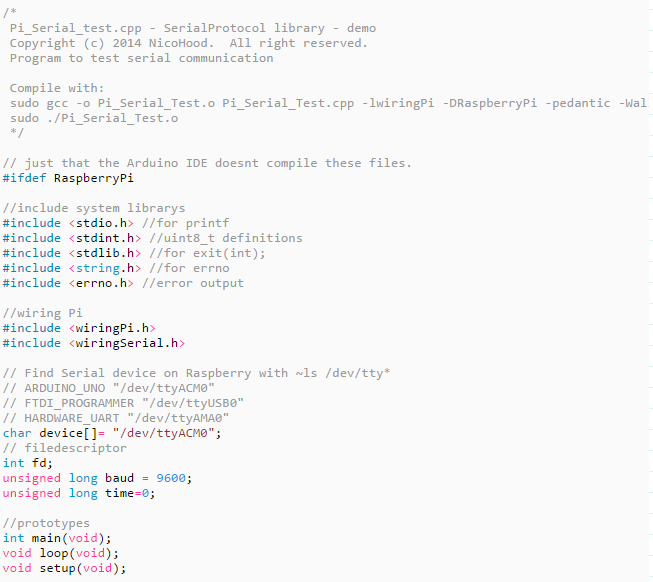 /*
Pi_Serial_test.cpp - SerialProtocol library - demo
Copyright (c) 2014 NicoHood.  All right reserved.
Program to test serial communication
Compile with:
sudo gcc -o Pi_Serial_Test.o Pi_Serial_Test.cpp -lwiringPi -DRaspberryPi -pedantic -Wal
sudo ./Pi_Serial_Test.o
*/
// just that the Arduino IDE doesnt compile these files.
#ifdef RaspberryPi
//include system librarys
#include <stdio.h> //for printf
#include <stdint.h> //uint8_t definitions
#include <stdlib.h> //for exit(int);
#include <string.h> //for errno
#include <errno.h> //error output
//wiring Pi
#include <wiringPi.h>
#include <wiringSerial.h>
// Find Serial device on Raspberry with ~ls /dev/tty*
// ARDUINO_UNO "/dev/ttyACM0"
// FTDI_PROGRAMMER "/dev/ttyUSB0"
// HARDWARE_UART "/dev/ttyAMA0"
char device[]= "/dev/ttyACM0";
// filedescriptor
int fd;
unsigned long baud = 9600;
unsigned long time=0;
//prototypes
int main(void);
void loop(void);
void setup(void);